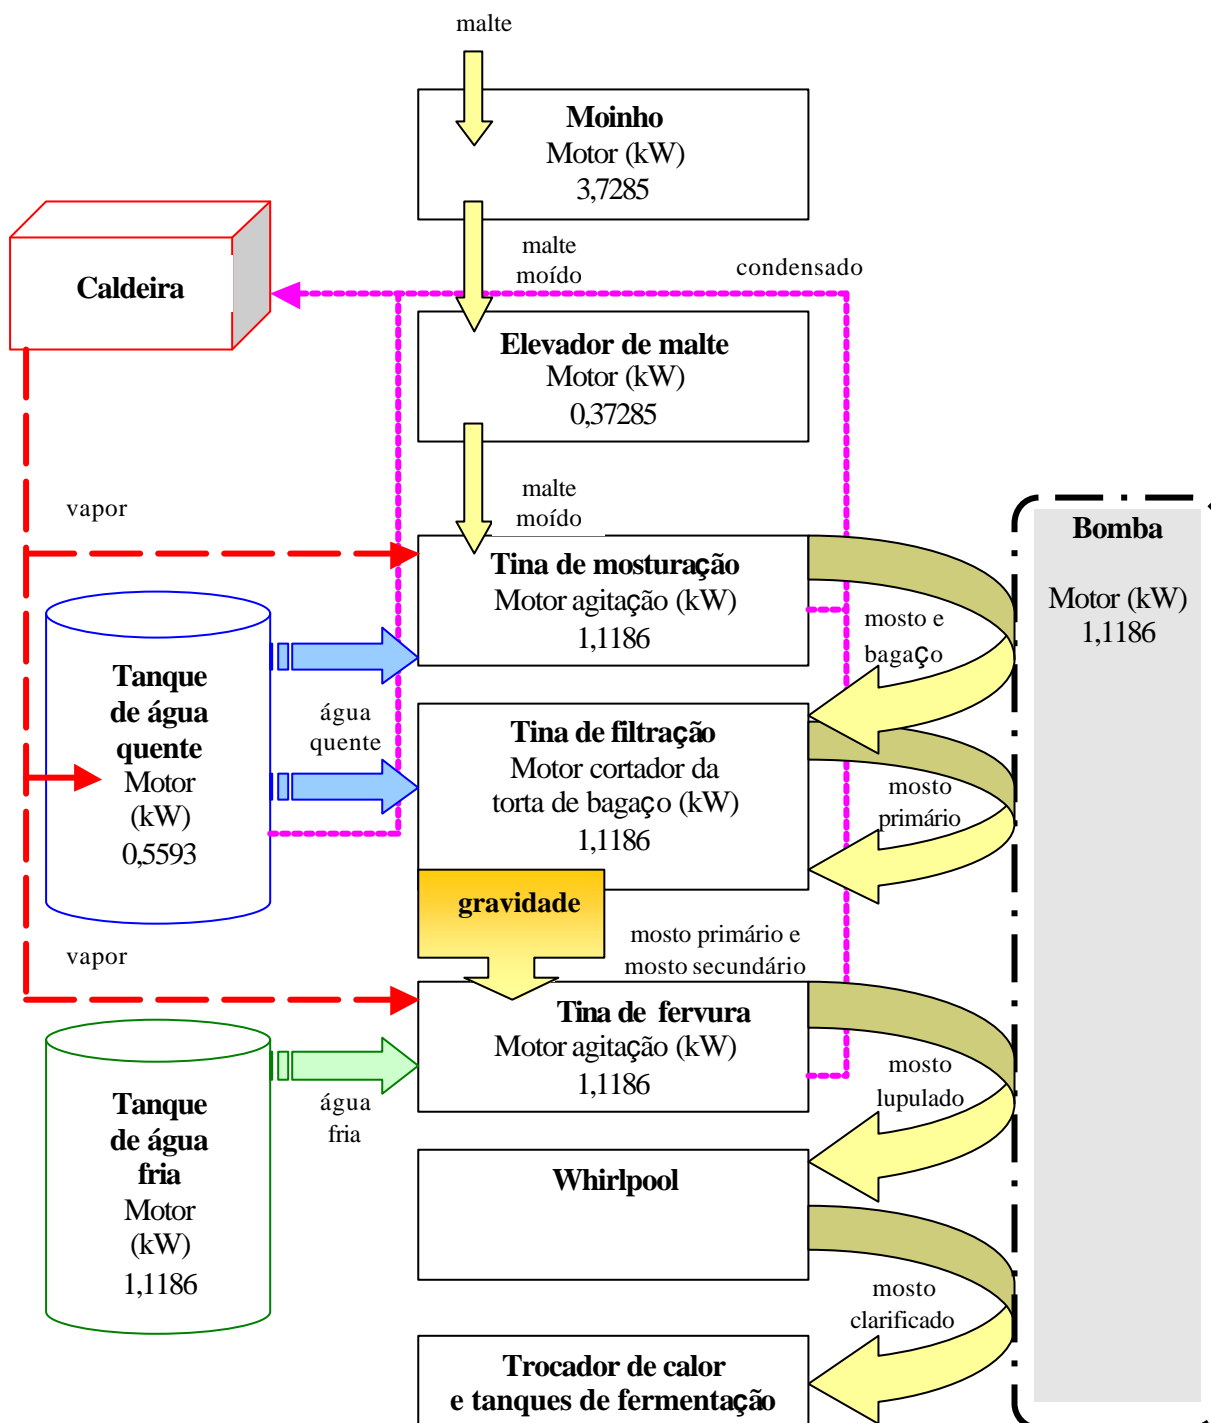 malte
Moinho
Motor (kW)
3,7285
malte
moído
condensado
Caldeira
Elevador de malte
Motor (kW)
0,37285
malte
moído
vapor
Bomba
Motor (kW)
1,1186
Tina de mosturação
Motor agitação (kW)
1,1186
mosto e
bagaço
Tanque
de água
quente
Motor
(kW)
0,5593
água
quente
Tina de filtração
Motor cortador da
torta de bagaço (kW)
1,1186
mosto
primário
gravidade
mosto primário e
mosto secundário
vapor
Tina de fervura
Motor agitação (kW)
1,1186
mosto
lupulado
Tanque
de água
fria
Motor
(kW)
1,1186
água
fria
Whirlpool
mosto
clarificado
Trocador de calor
e tanques de fermentação